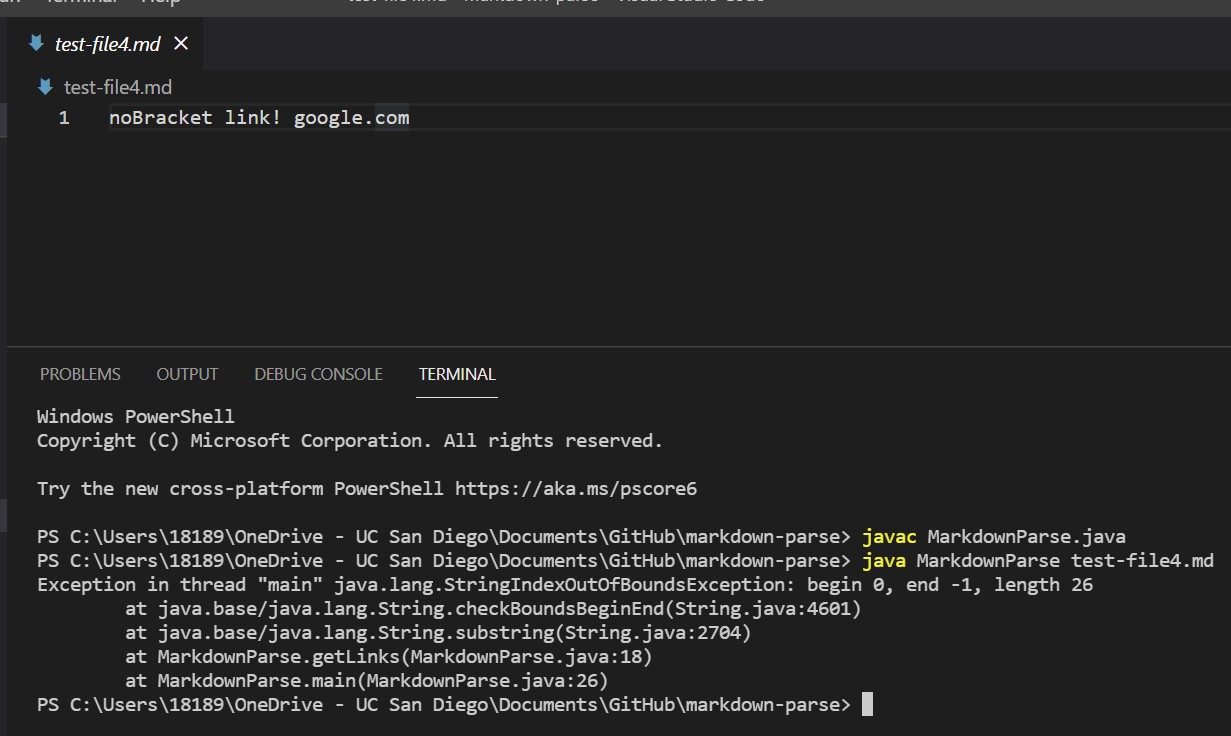 Terminal Help
test-file4.md
test-file4.md
1 noBracket link! google.com
PROBLEMS OUTPUT DEBUG CONSOLE TERMINAL
Windows PowerShell
Copyright (C) Microsoft Corporation. All rights reserved.
Try the new cross-platform PowerShell https://aka.ms/pscore6
PS C:\Users\18189\OneDrive - UC San Diego\Documents\GitHub\markdown-parse> javac MarkdownParse.java
PS C:\Users\18189\OneDrive - UC San Diego\Documents\GitHub\markdown-parse> java MarkdownParse test-file4.md
Exception in thread "main" java.lang.StringIndexOutOfBoundsException: begin 0, end -1, length 26
at java.base/java.lang.String.checkBoundsBeginEnd(String.java:4601)
at java.base/java.lang.String.substring(String.java:2704)
at MarkdownParse.getLinks(MarkdownParse.java:18)
at MarkdownParse.main(MarkdownParse.java:26)
PS C:\Users\18189\OneDrive - UC San Diego\Documents\GitHub\markdown-parse>